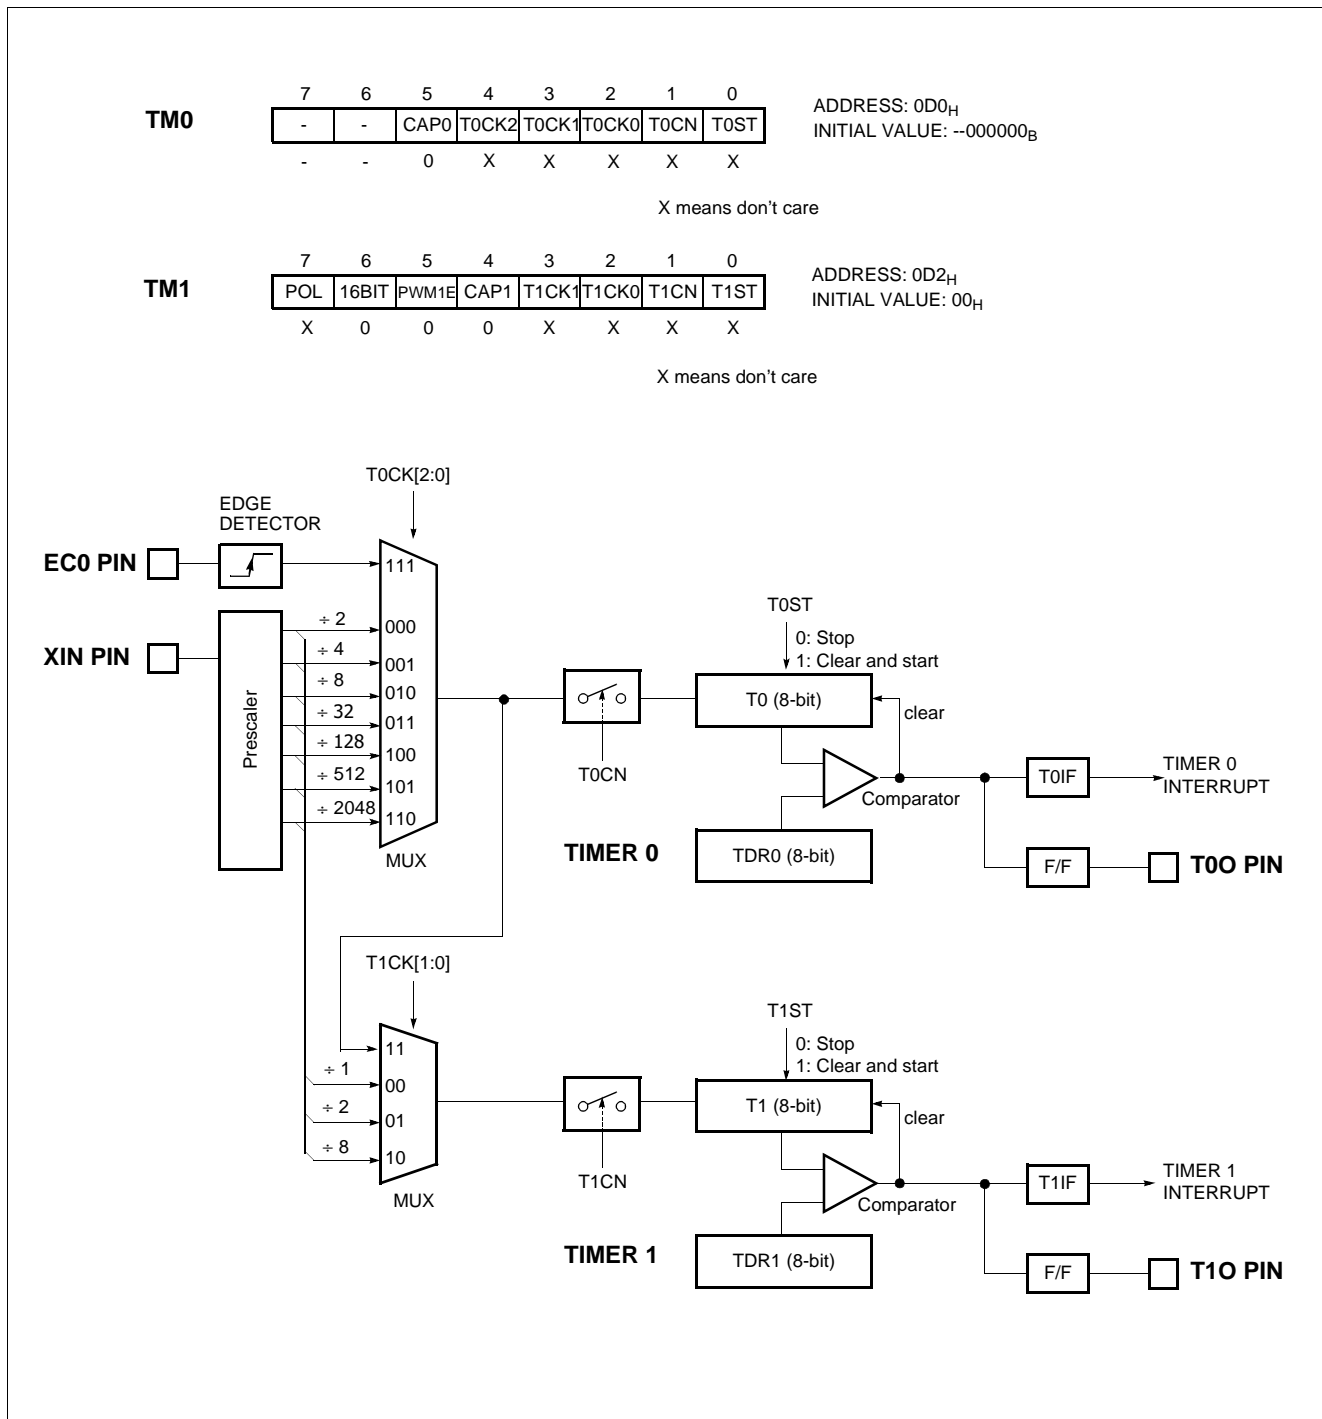 7 6 5 4 3 2 1 0
TM0
- - CAP0 T0CK2 T0CK1 T0CK0 T0CN T0ST
ADDRESS: 0D0H
INITIAL VALUE: --000000B
- - 0 X X X X X
X means don't care
7 6 5 4 3 2 1 0
TM1
POL 16BIT PWM1E CAP1 T1CK1 T1CK0 T1CN T1ST
ADDRESS: 0D2H
INITIAL VALUE: 00H
X 0 0 0 X X X X
X means don't care
T0CK[2:0]
EDGE
DETECTOR
EC0 PIN
111
XIN PIN
Prescaler
÷ 2
000
÷ 4
001
÷ 8
010
÷ 32
011
÷ 128
100
÷ 512
101
÷ 2048
110
MUX
T0CN
T0ST
0: Stop
1: Clear and start
T0 (8-bit)
clear
Comparator
T0IF
TIMER 0
INTERRUPT
TIMER 0
TDR0 (8-bit)
F/F
T0O PIN
T1CK[1:0]
11
÷ 1
00
÷ 2
01
÷ 8
10
MUX
T1CN
T1ST
0: Stop
1: Clear and start
T1 (8-bit)
clear
Comparator
T1IF
TIMER 1
INTERRUPT
TIMER 1
TDR1 (8-bit)
F/F
T1O PIN